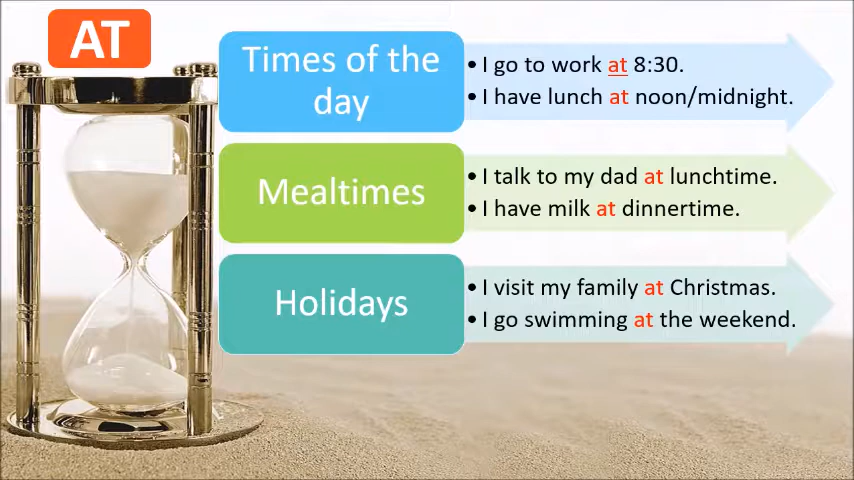 AT
Times of the
day
• I go to work at 8:30.
• I have lunch at noon/midnight.
Mealtimes
• I talk to my dad at lunchtime.
• I have milk at dinnertime.
Holidays
• I visit my family at Christmas.
• I go swimming at the weekend.